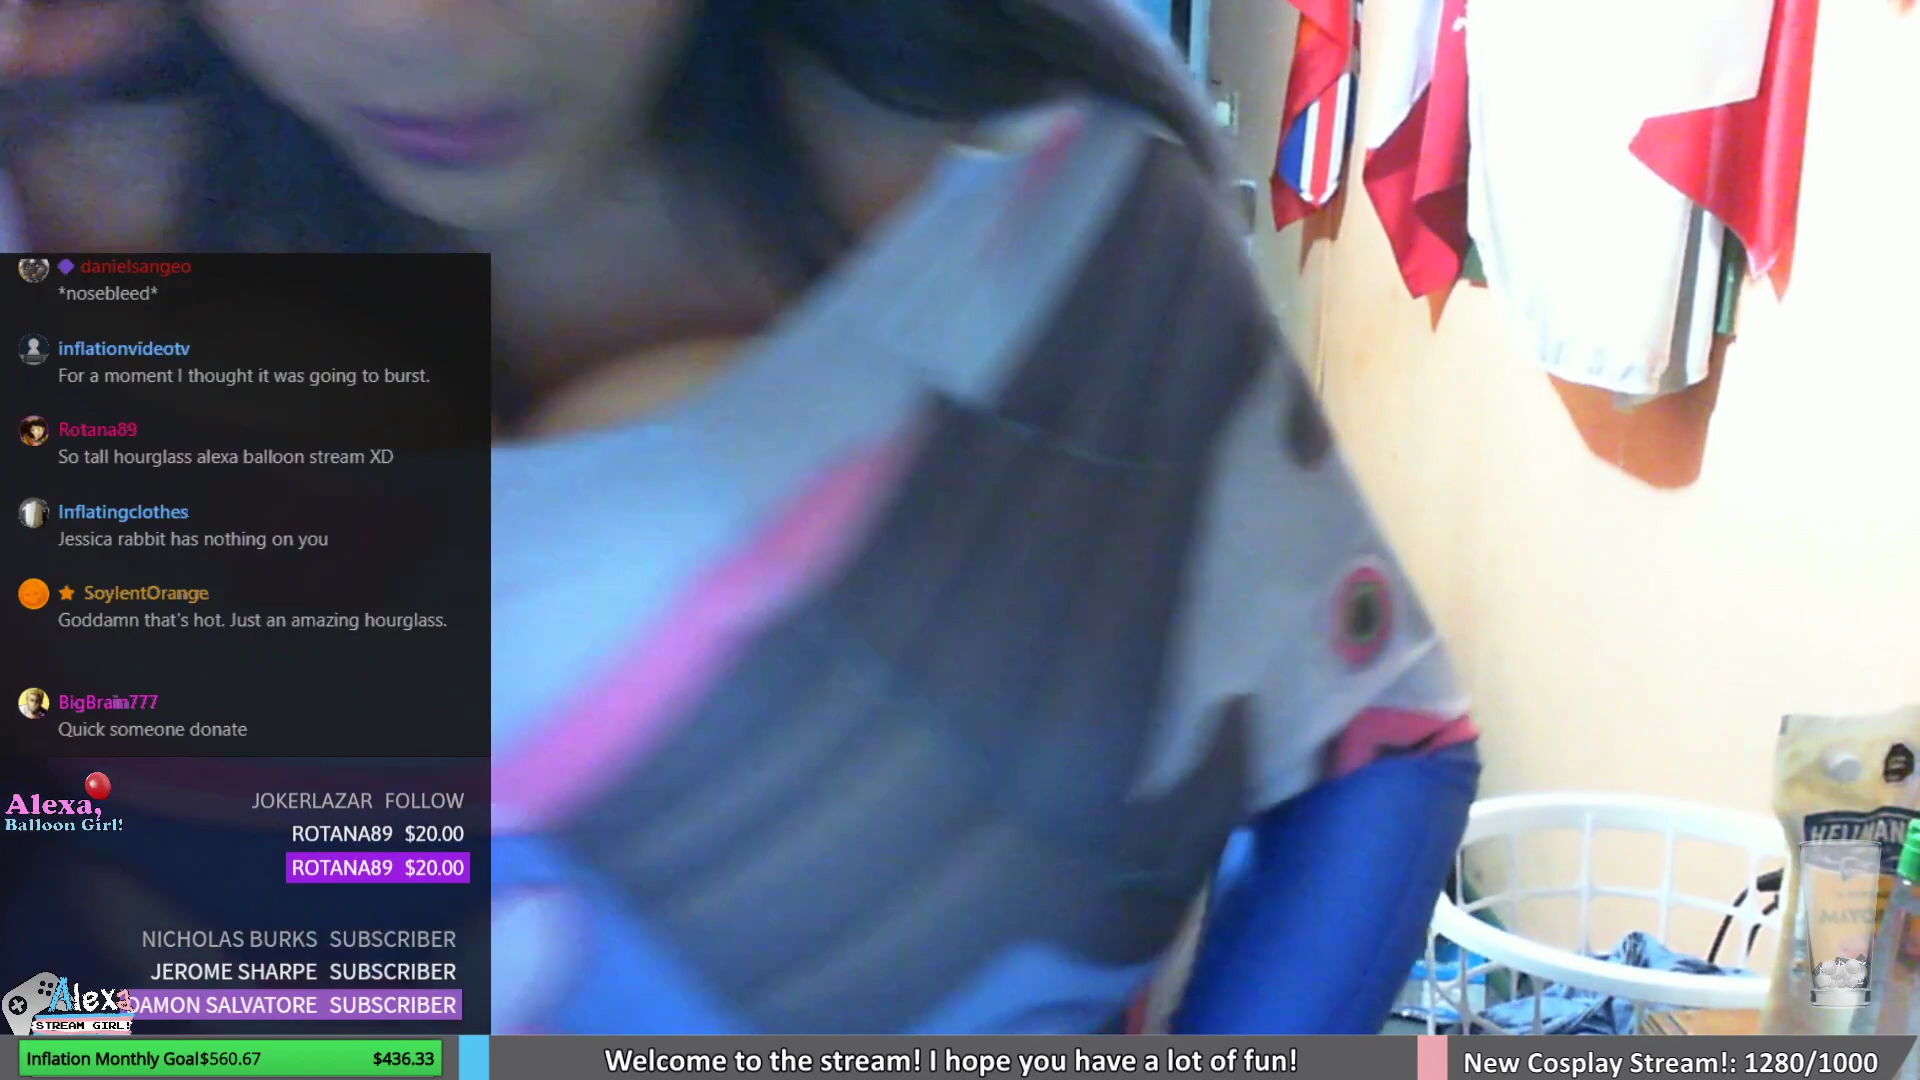 danielsangeo
*nosebleed*
inflationvideotv
For a moment I thought it was going to burst.
Rotana89
So tall hourglass alexa balloon stream XD
Inflatingclothes
Jessica rabbit has nothing on you
SoylentOrange
Goddamn that's hot. Just an amazing hourglass.
BigBrain777
Quick someone donate
Alexa,
Balloon Girl!
JOKERLAZAR FOLLOW
ROTANA89 $20.00
ROTANA89 $20.00
NICHOLAS BURKS SUBSCRIBER
JEROME SHARPE SUBSCRIBER
DAMON SALVATORE SUBSCRIBER
Alexa
STREAM GIRL!
Inflation Monthly Goal $560.67 $436.33
Welcome to the stream! I hope you have a lot of fun!
New Cosplay Stream!: 1280/1000